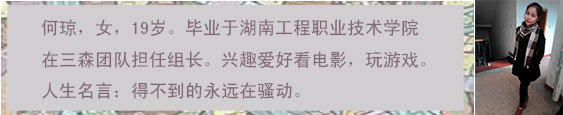 何琼，女，19岁。毕业于湖南工程职业技术学院
在三森团队担任组长。兴趣爱好看电影，玩游戏。
人生名言：得不到的永远在骚动。